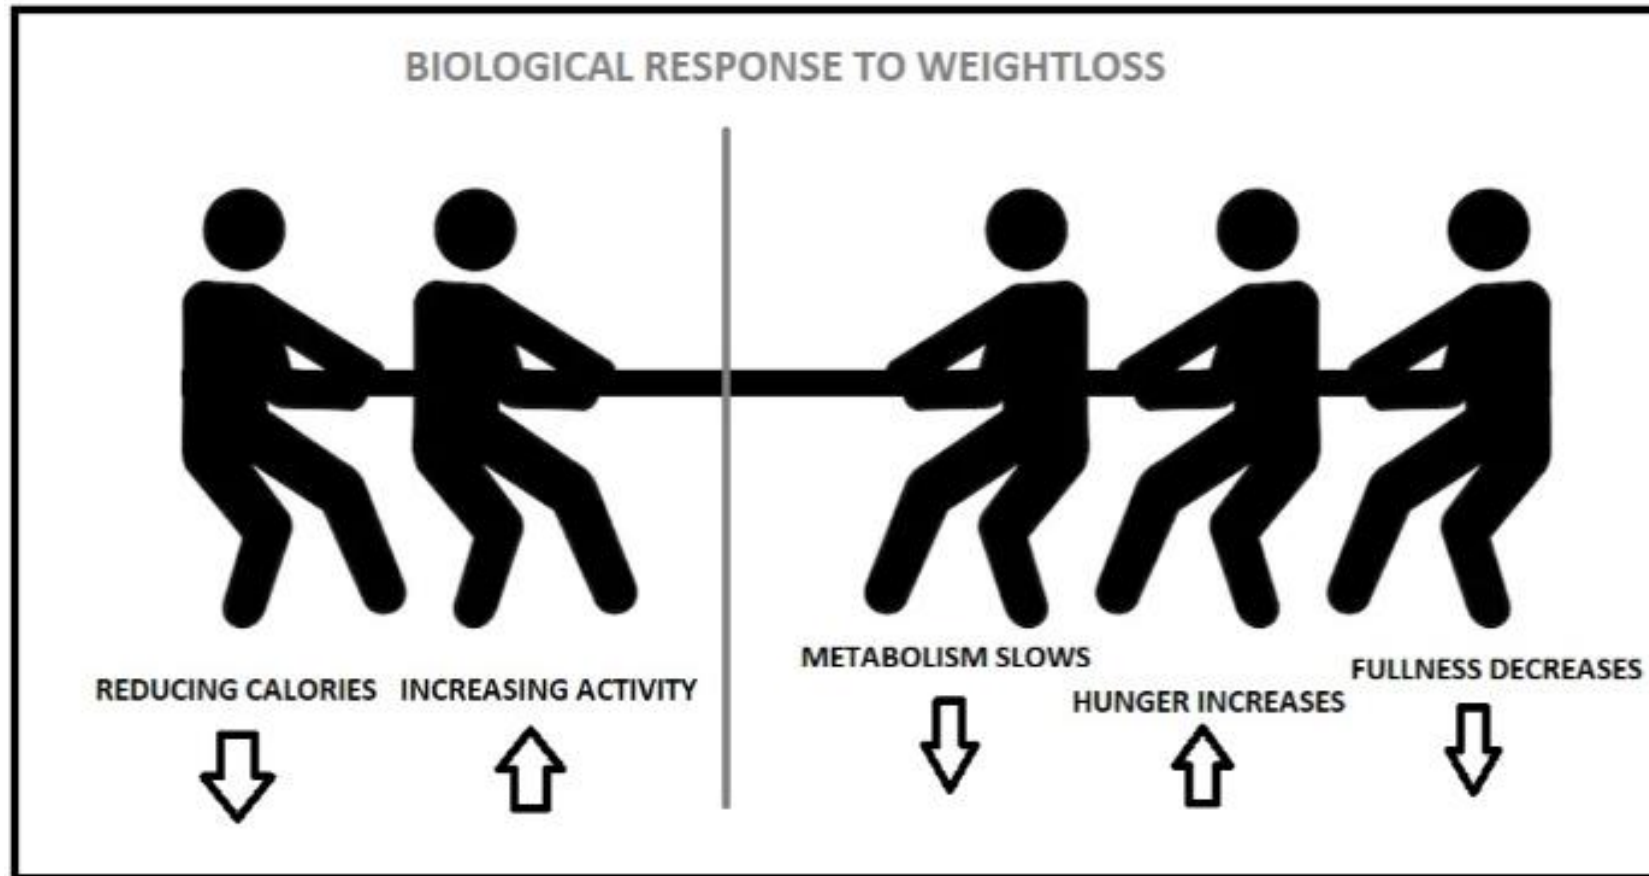 BIOLOGICAL RESPONSE TO WEIGHTLOSS
REDUCING CALORIES
INCREASING ACTIVITY
METABOLISM SLOWS
HUNGER INCREASES
FULLNESS DECREASES